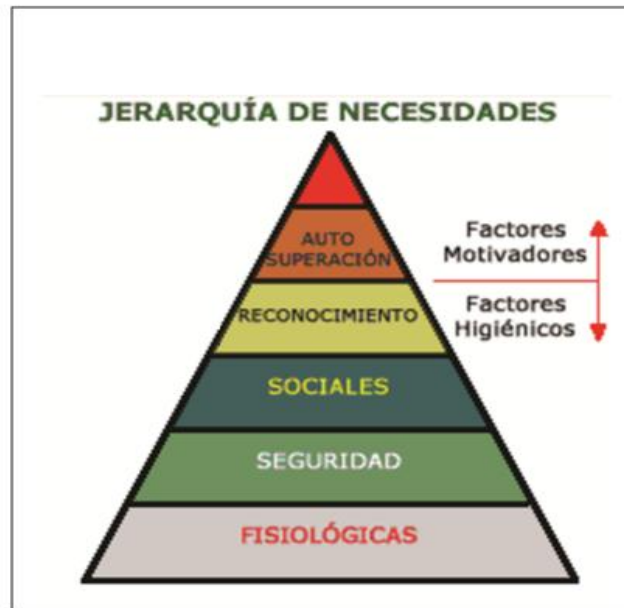 JERARQUÍA DE NECESIDADES
AUTO
SUPERACIÓN
Factores
Motivadores
RECONOCIMIENTO
Factores
Higiénicos
SOCIALES
SEGURIDAD
FISIOLÓGICAS